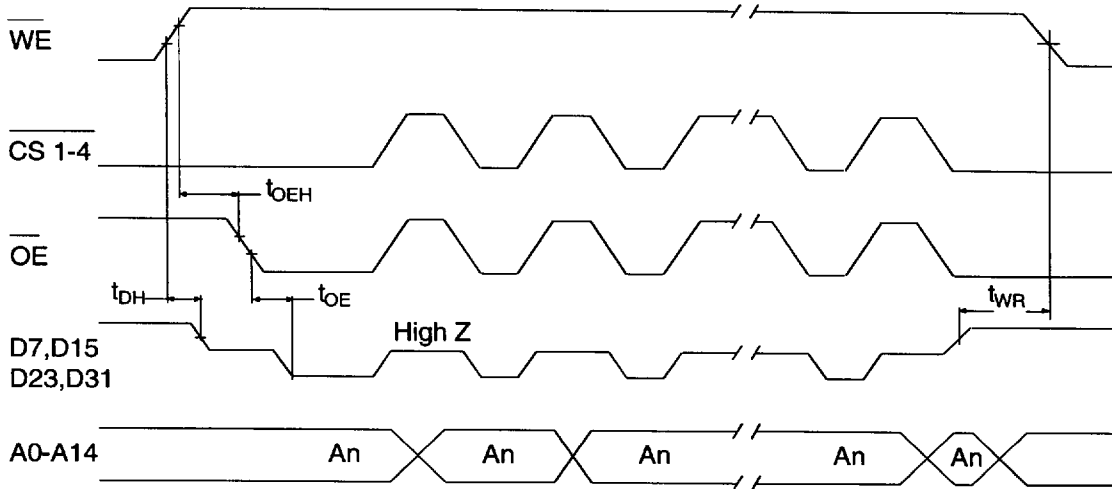 WE
CS 1-4
tOEH
OE
tDH
tOE
tWR
High Z
D7,D15
D23,D31
A0-A14
An
An
An
An
An